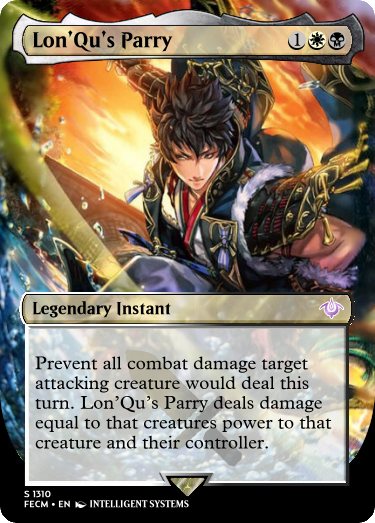 Lon'Qu's Parry 1
Legendary Instant
Prevent all combat damage target
attacking creature would deal this
turn. Lon'Qu's Parry deals damage
equal to that creatures power to that
creature and their controller.
S 1310
FECM • EN INTELLIGENT SYSTEMS